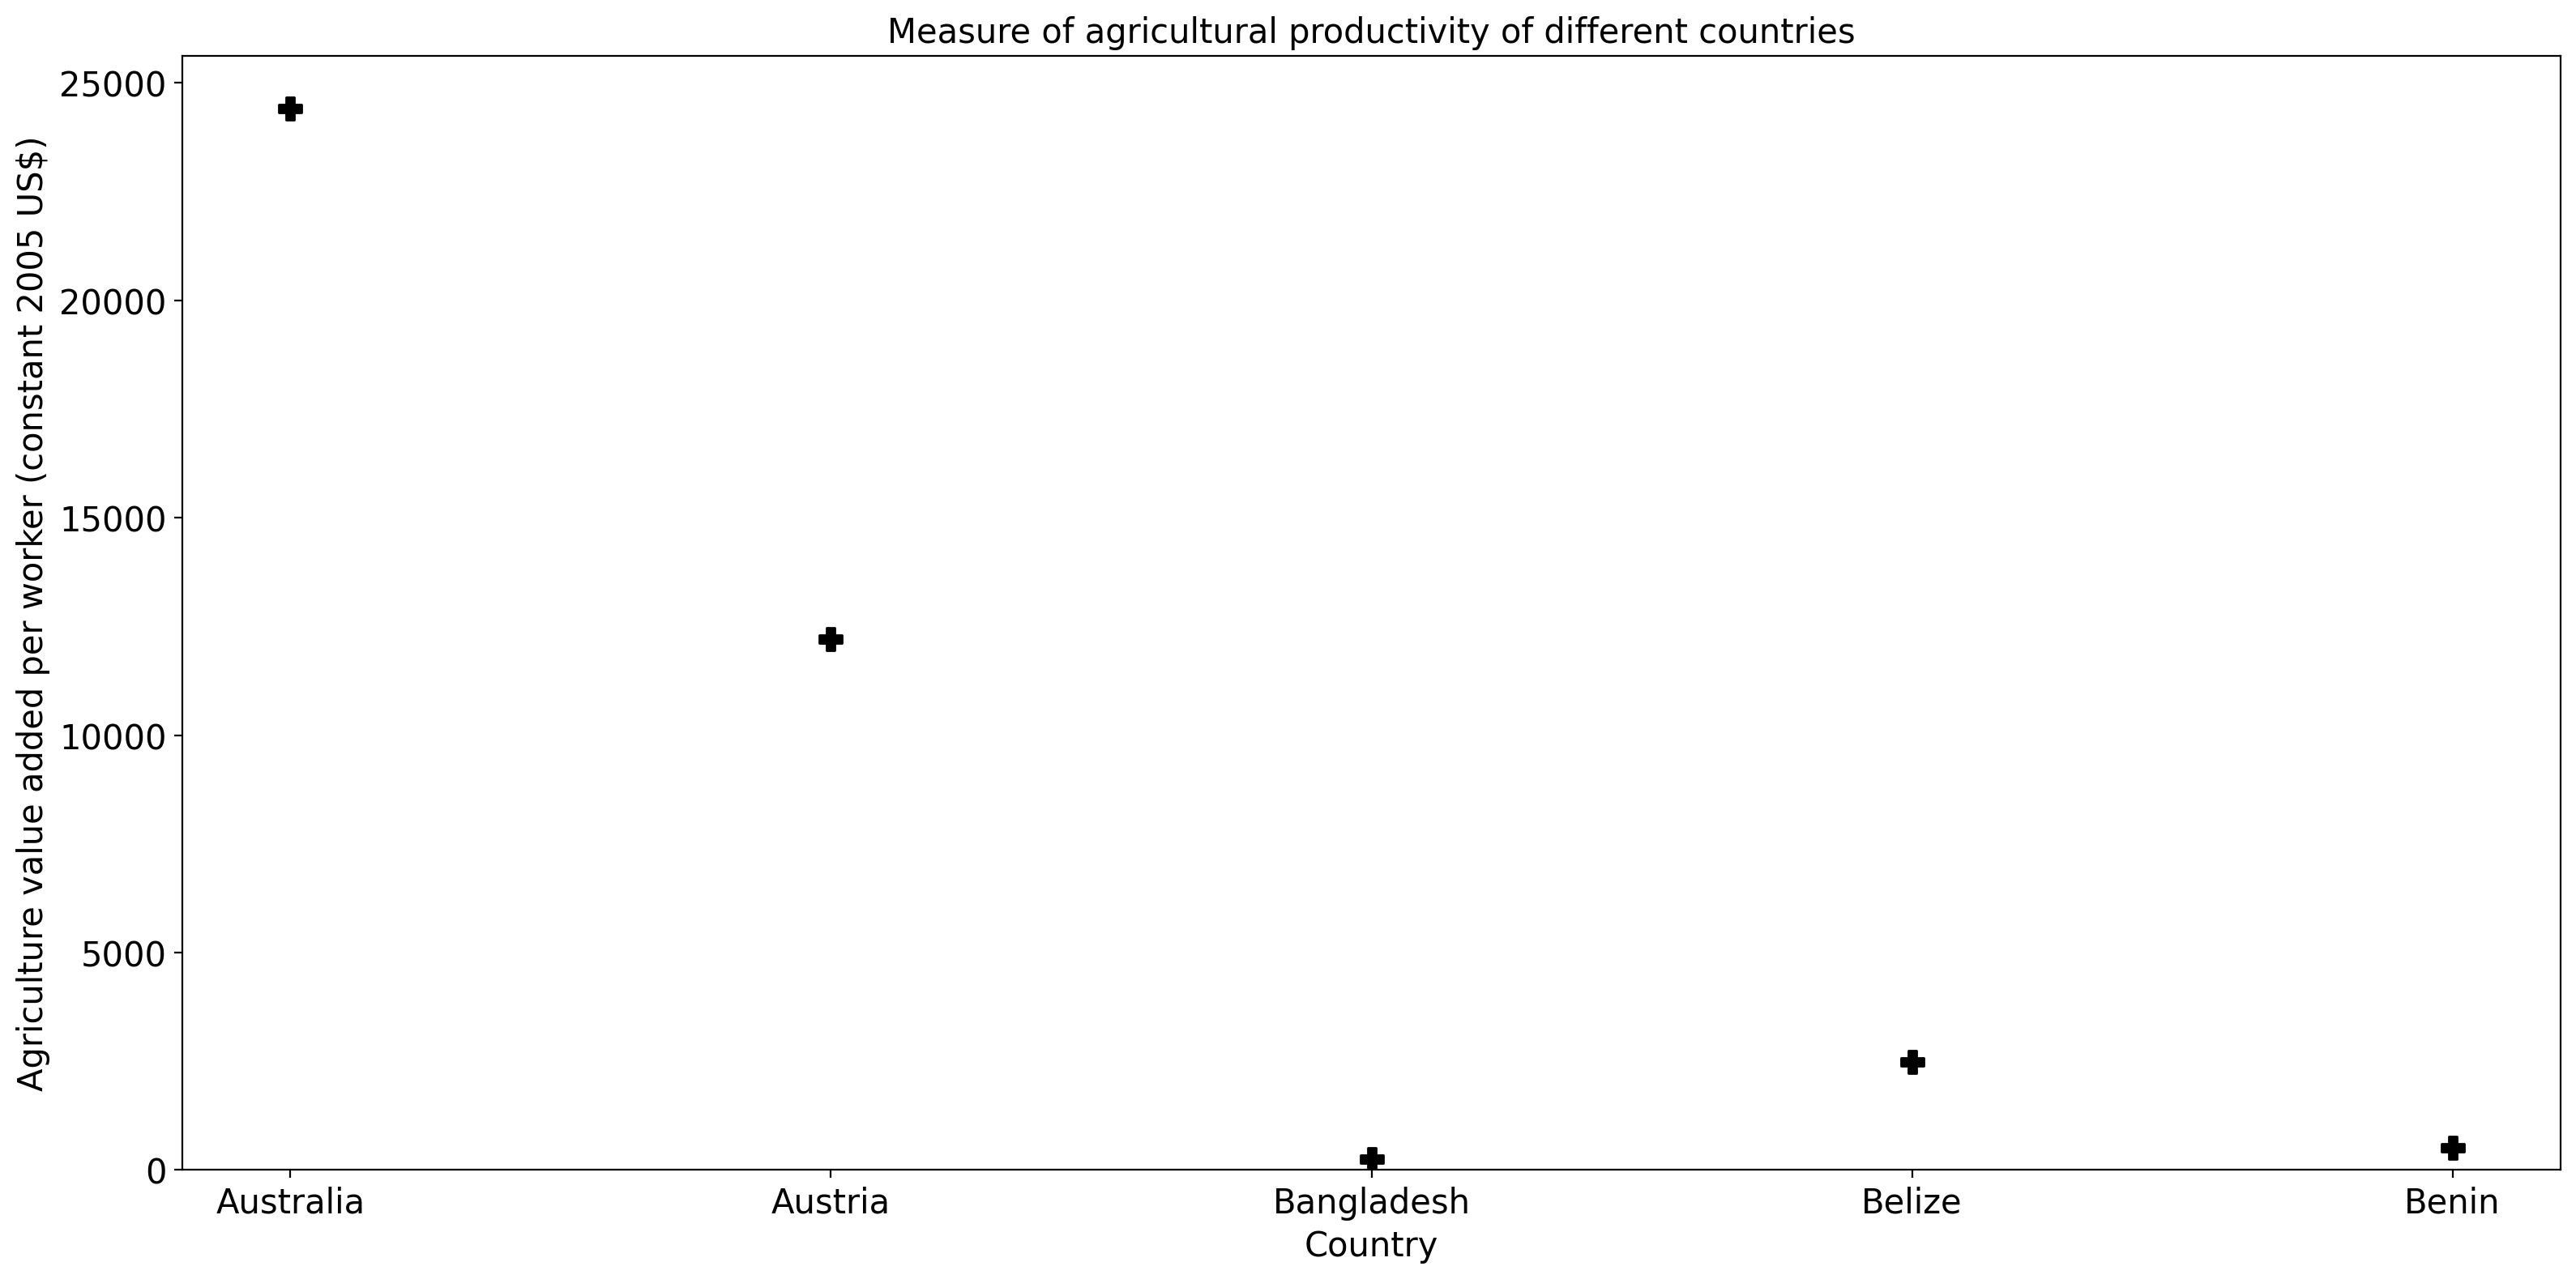 Measure of agricultural productivity of different countries
Agriculture value added per worker (constant 2005 US$)
25000
20000
15000
10000
5000
0
Australia Austria Bangladesh Belize Benin
Country